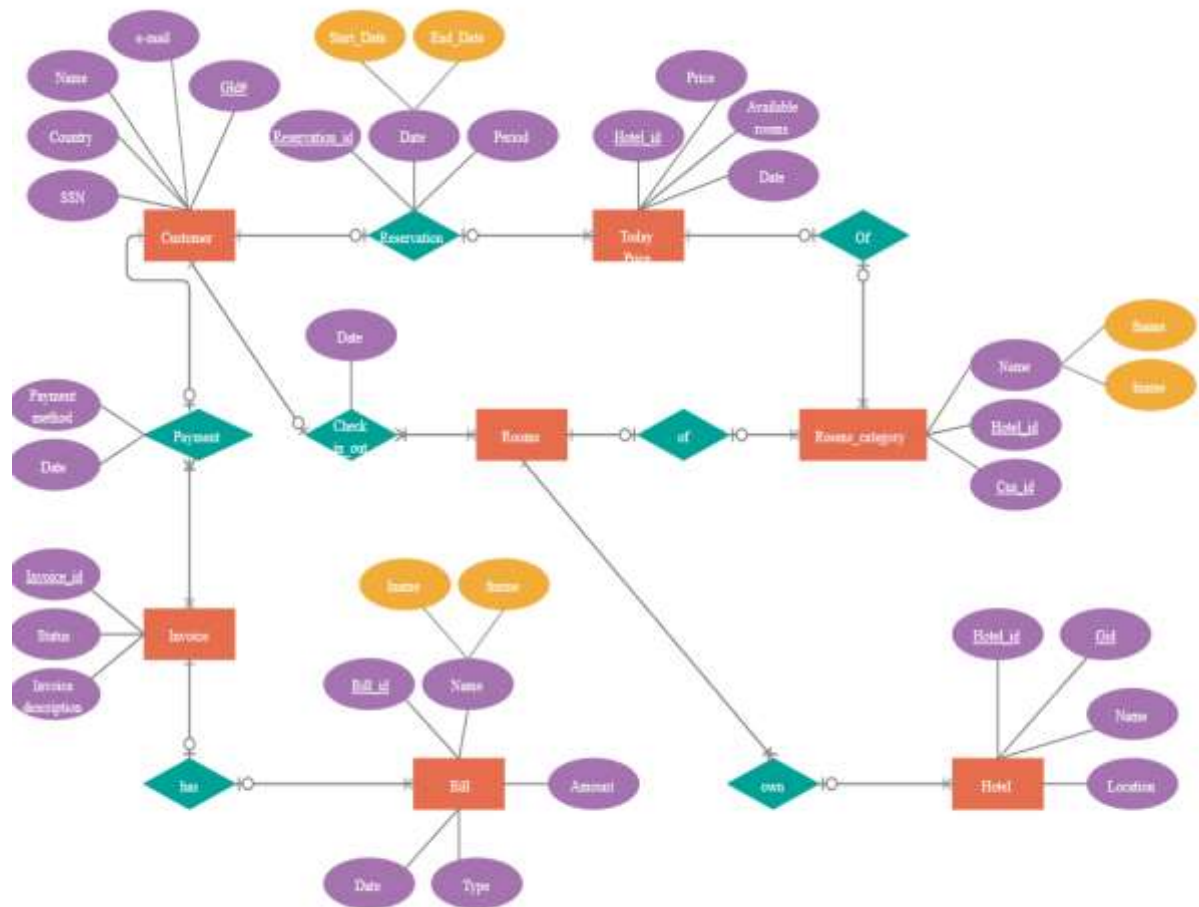 e-mail
Start_Date
End_Date
Name
Price
Available
rooms
Country
Reservation_id
Date
Period
Hotel_id
Date
SSN
Customer
Reservation
Today
Of
Date
Name
Payment
method
Hotel_id
Payment
Check
in_out
Rooms
of
Rooms_category
Date
Invoice_id
Status
Invoice
Hotel_id
Gid
Invoice
description
Bill_id
Name
Name
has
Bill
Amount
own
Hotel
Location
Date
Type